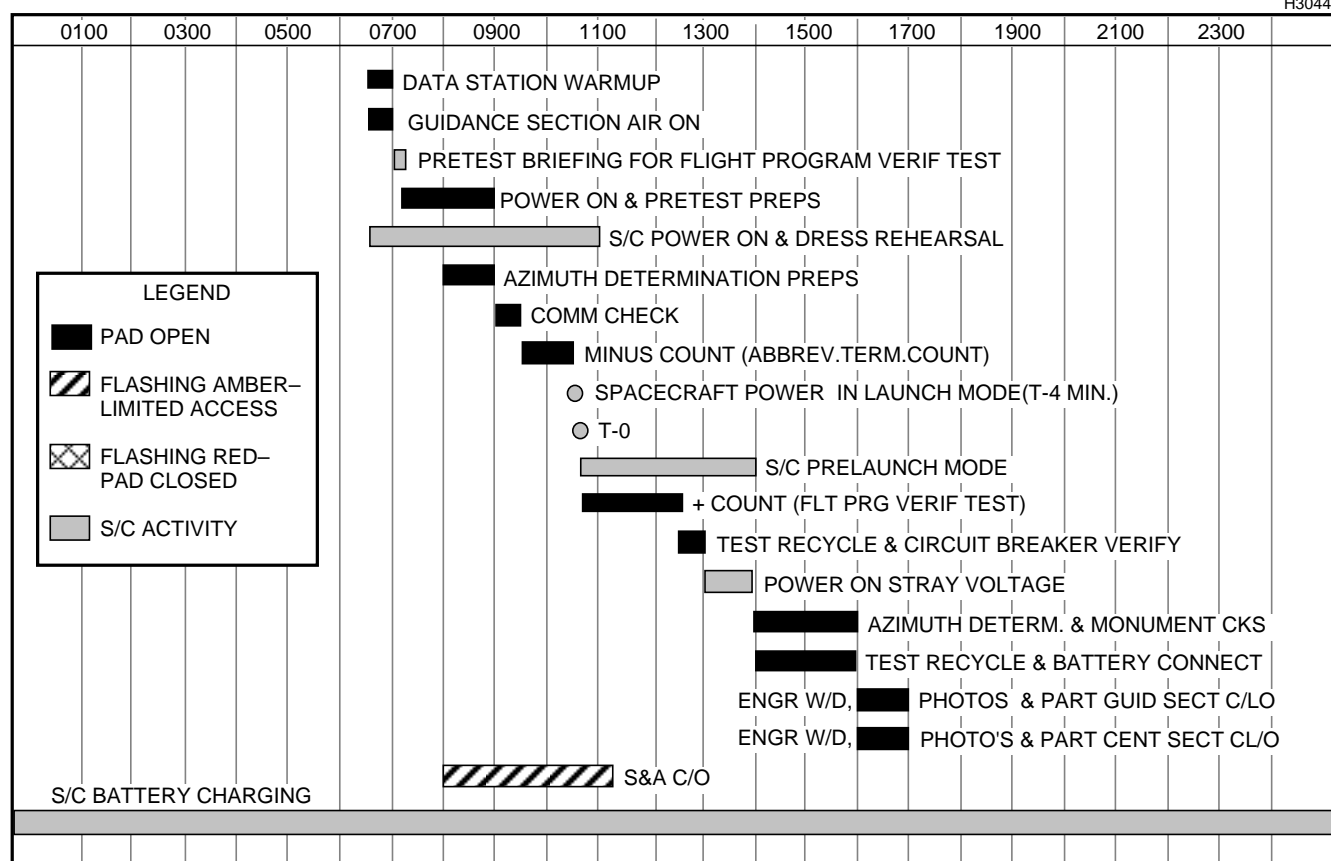 H3044
0100 0300 0500 0700 0900 1100 1300 1500 1700 1900 2100 2300
DATA STATION WARMUP
GUIDANCE SECTION AIR ON
PRETEST BRIEFING FOR FLIGHT PROGRAM VERIF TEST
POWER ON & PRETEST PREPS
S/C POWER ON & DRESS REHEARSAL
AZIMUTH DETERMINATION PREPS
COMM CHECK
MINUS COUNT (ABBREV.TERM.COUNT)
SPACECRAFT POWER IN LAUNCH MODE(T-4 MIN.)
T-0
S/C PRELAUNCH MODE
+ COUNT (FLT PRG VERIF TEST)
TEST RECYCLE & CIRCUIT BREAKER VERIFY
POWER ON STRAY VOLTAGE
AZIMUTH DETERM. & MONUMENT CKS
TEST RECYCLE & BATTERY CONNECT
ENGR W/D, PHOTOS & PART GUID SECT C/LO
ENGR W/D, PHOTO'S & PART CENT SECT CL/O
S&A C/O
S/C BATTERY CHARGING
LEGEND
PAD OPEN
FLASHING AMBER–
LIMITED ACCESS
FLASHING RED–
PAD CLOSED
S/C ACTIVITY